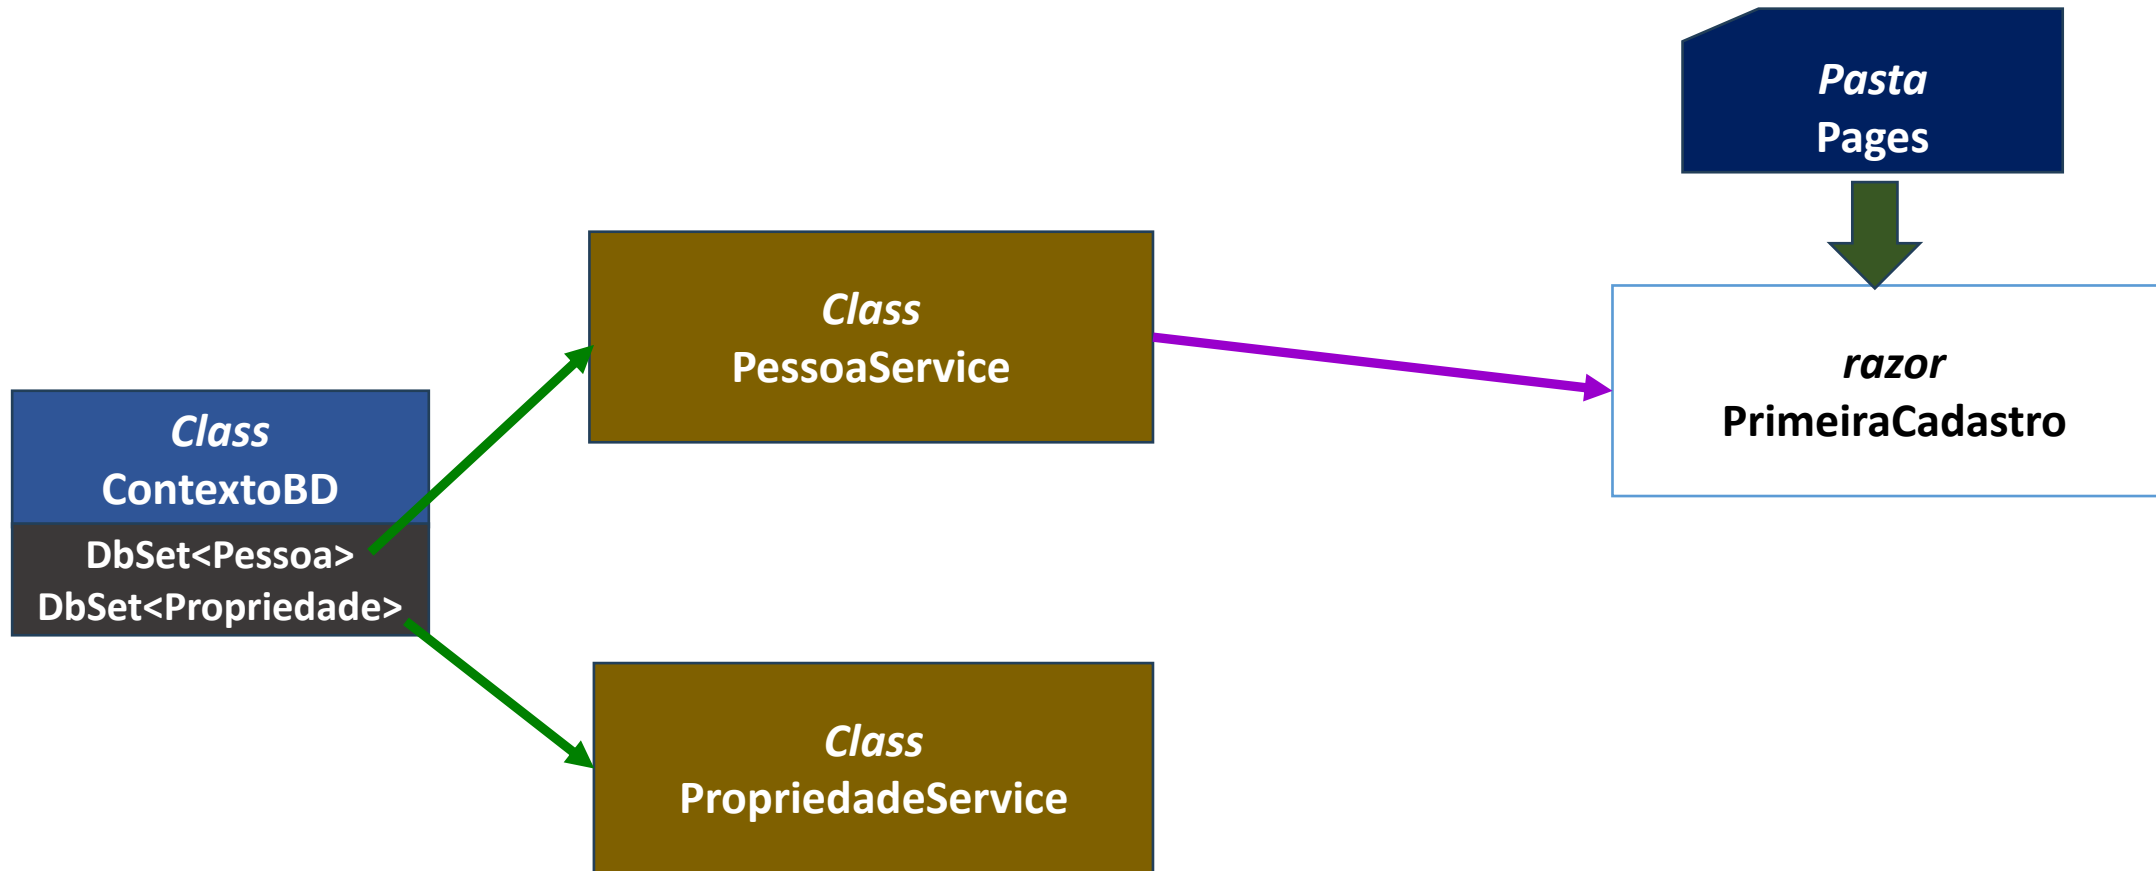 Pasta
Pages
Class
PessoaService
razor
PrimeiraCadastro
Class
ContextoBD
DbSet<Pessoa>
DbSet<Propriedade>
Class
PropriedadeService